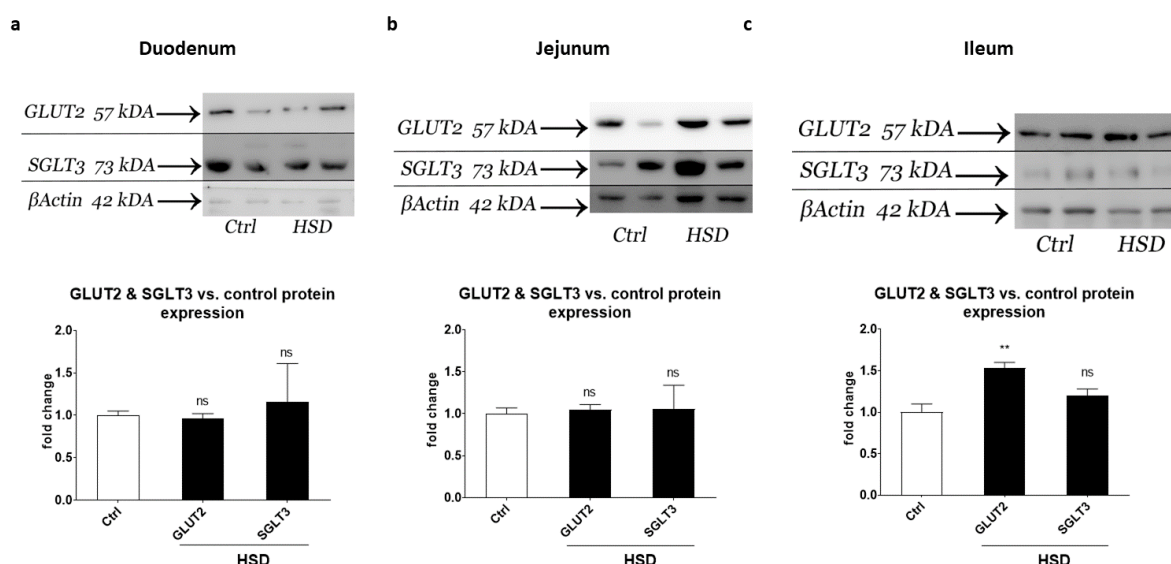 a
Duodenum
GLUT2 57 kDA
SGLT3 73 kDA
βActin 42 kDA
Ctrl HSD
GLUT2 & SGLT3 vs. control protein
expression
fold change
2.0
1.5
1.0
0.5
0.0
ns
ns
Ctrl
GLUT2
SGLT3
HSD
b
Jejunum
GLUT2 57 kDA
SGLT3 73 kDA
βActin 42 kDA
Ctrl HSD
GLUT2 & SGLT3 vs. control protein
expression
fold change
2.0
1.5
1.0
0.5
0.0
ns
ns
Ctrl
GLUT2
SGLT3
HSD
c
Ileum
GLUT2 57 kDA
SGLT3 73 kDA
βActin 42 kDA
Ctrl HSD
GLUT2 & SGLT3 vs. control protein
expression
fold change
2.0
1.5
1.0
0.5
0.0
**
ns
Ctrl
GLUT2
SGLT3
HSD